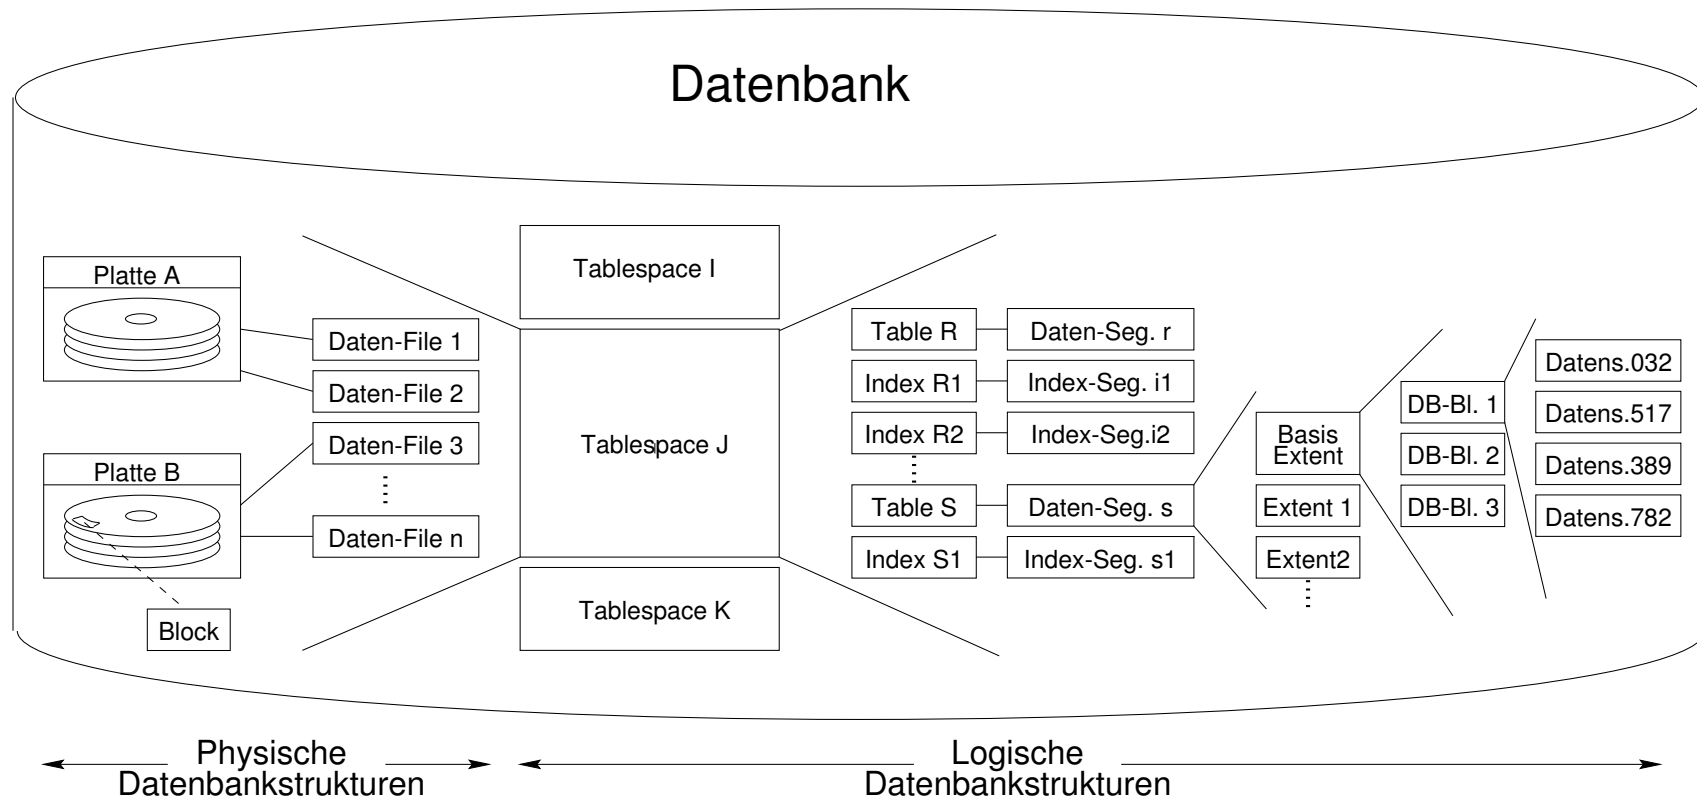 Datenbank
Platte A
Platte B
Block
Daten-File 1
Daten-File 2
Daten-File 3
Daten-File n
Tablespace I
Tablespace J
Tablespace K
Table R
Daten-Seg. r
Index R1
Index-Seg. i1
Index R2
Index-Seg.i2
Table S
Daten-Seg. s
Index S1
Index-Seg. s1
Basis
Extent
Extent 1
Extent2
DB-Bl. 1
DB-Bl. 2
DB-Bl. 3
Datens.032
Datens.517
Datens.389
Datens.782
Physische
Datenbankstrukturen
Logische
Datenbankstrukturen